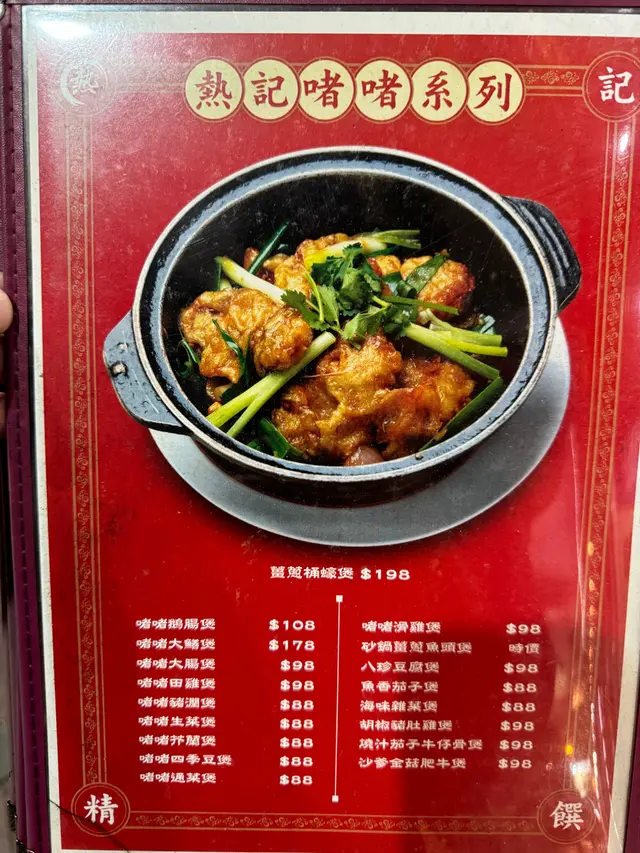 熱
熱記啫啫系列
記
薑蔥桶蠔煲 $198
啫啫鵝腸煲 $108
啫啫大鱔煲 $178
啫啫大腸煲 $98
啫啫田雞煲 $98
啫啫豬潤煲 $88
啫啫生菜煲 $88
啫啫芥蘭煲 $88
啫啫四季豆煲 $88
啫啫通菜煲 $88
啫啫滑雞煲 $98
砂鍋薑蔥魚頭煲 時價
八珍豆腐煲 $98
魚香茄子煲 $88
海味雜菜煲 $88
胡椒豬肚雞煲 $98
燒汁茄子牛仔骨煲 $98
沙爹金菇肥牛煲 $98
精
饌